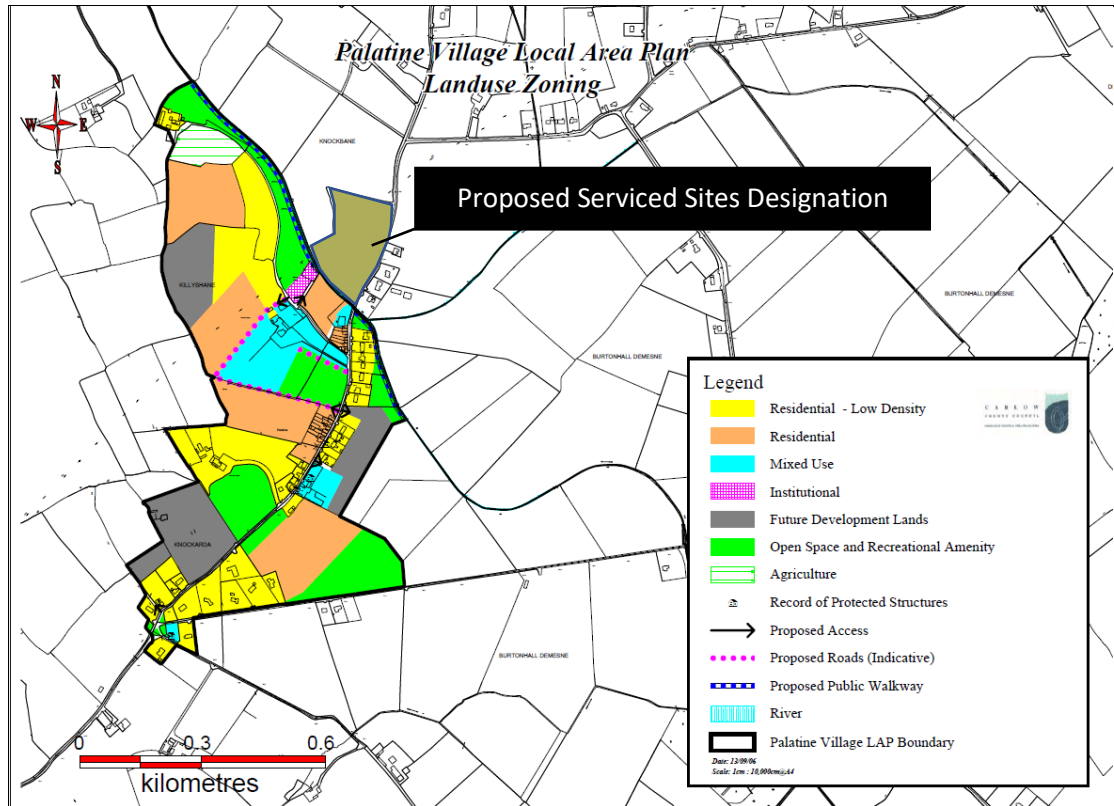 Palatine Village Local Area Plan
Landuse Zoning
N
W E
S
KNOCKBANE
Proposed Serviced Sites Designation
KILLYSHANE
BURTONHALL DEMESNE
BURTONHALL DEMESNE
KNOCKARDA
BURTONHALL DEMESNE
Legend
CARLOW
COUNTY COUNCIL
Residential - Low Density
Residential
Mixed Use
Institutional
Future Development Lands
Open Space and Recreational Amenity
Agriculture
Record of Protected Structures
Proposed Access
Proposed Roads (Indicative)
Proposed Public Walkway
River
Palatine Village LAP Boundary
Date: 13/09/06
Scale: 1cm : 10,000cm@A4
0 0.3 0.6
kilometres